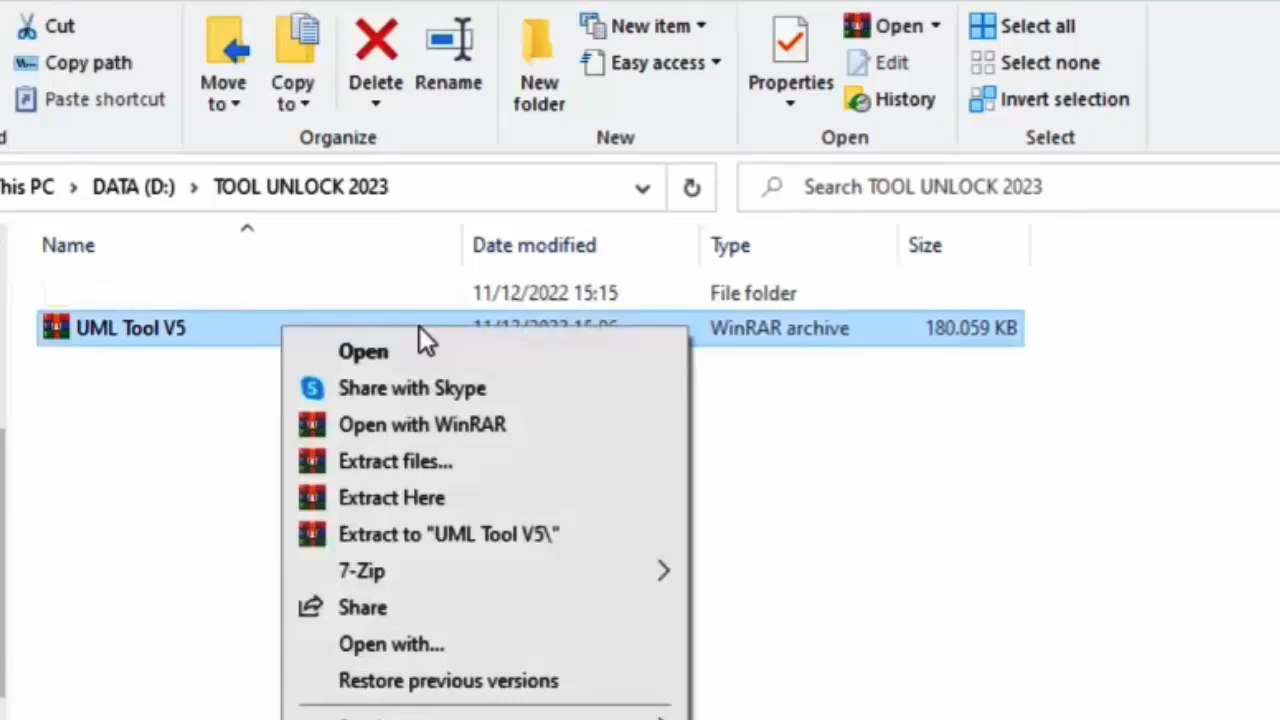 Cut
Copy path
Paste shortcut
Move to
Copy to
Delete
Rename
Organize
New folder
New item
Easy access
New
Properties
Open
Edit
History
Open
Select all
Select none
Invert selection
Select
his PC > DATA (D:) > TOOL UNLOCK 2023
Search TOOL UNLOCK 2023
Name Date modified Type Size
11/12/2022 15:15 File folder
UML Tool V5 WinRAR archive 180.059 KB
Open
Share with Skype
Open with WinRAR
Extract files...
Extract Here
Extract to "UML Tool V5\"
7-Zip
Share
Open with...
Restore previous versions